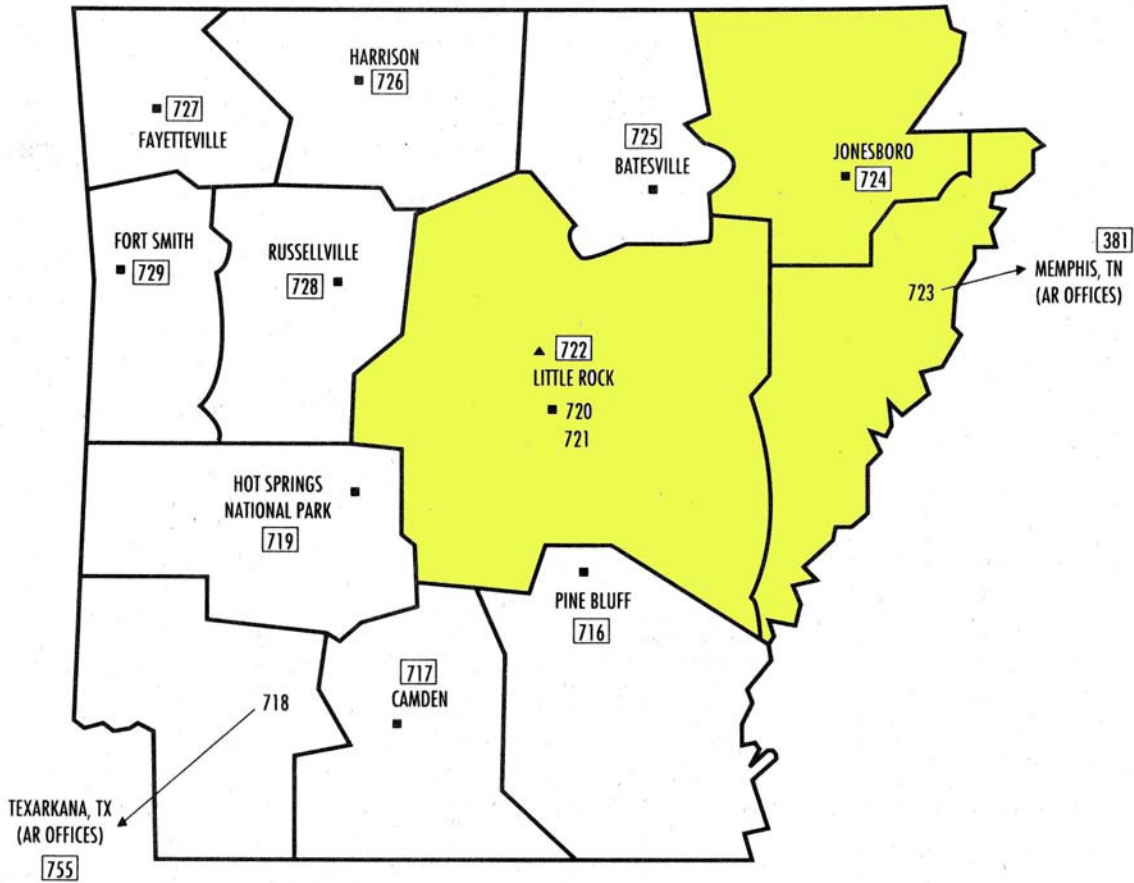 HARRISON
726
727
FAYETTEVILLE
725
BATESVILLE
JONESBORO
724
FORT SMITH
729
RUSSELLVILLE
728
381
MEMPHIS, TN
(AR OFFICES)
723
722
LITTLE ROCK
720
721
HOT SPRINGS
NATIONAL PARK
719
PINE BLUFF
716
717
CAMDEN
718
TEXARKANA, TX
(AR OFFICES)
755